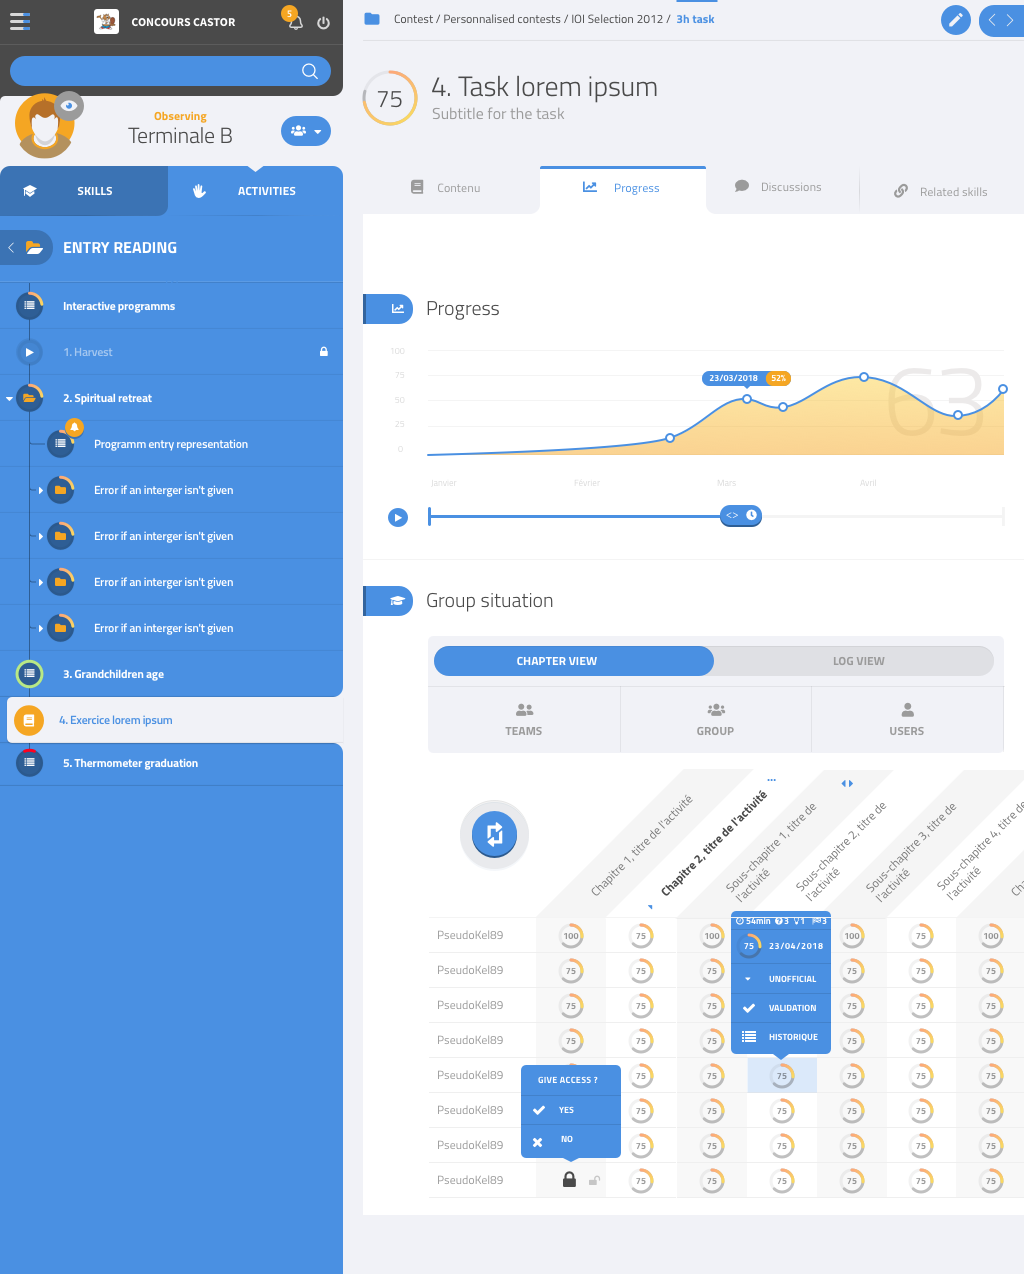 CONCOURS CASTOR
5
Observing
Terminale B
SKILLS
ACTIVITIES
ENTRY READING
Interactive programms
1. Harvest
2. Spiritual retreat
Programm entry representation
Error if an interger isn't given
Error if an interger isn't given
Error if an interger isn't given
Error if an interger isn't given
3. Grandchildren age
4. Exercice lorem ipsum
5. Thermometer graduation
Contest / Personnalised contests / IOI Selection 2012 / 3h task
75
4. Task lorem ipsum
Subtitle for the task
Contenu
Progress
Discussions
Related skills
Progress
100
75
50
25
0
23/03/2018 52%
63
Janvier
Février
Mars
Avril
<>
Group situation
CHAPTER VIEW
LOG VIEW
TEAMS
GROUP
USERS
Chapitre 1, titre de l'activité
Chapitre 2, titre de l'activité
Sous-chapitre 1, titre de
l'activité
Sous-chapitre 2, titre de
l'activité
Sous-chapitre 3, titre de
l'activité
Sous-chapitre 4, titre de
l'activité
PseudoKel89 100 75 100 100 75 100
PseudoKel89 75 75 75 75 75 75
PseudoKel89 75 75 75 75 75 75
PseudoKel89 75 75 75 75 75 75
PseudoKel89 75 75 75 75 75 75
PseudoKel89 75 75 75 75 75 75
PseudoKel89 75 75 75 75 75 75
PseudoKel89 75 75 75 75 75 75
54min 3 1 3
75 23/04/2018
UNOFFICIAL
VALIDATION
HISTORIQUE
GIVE ACCESS ?
YES
NO